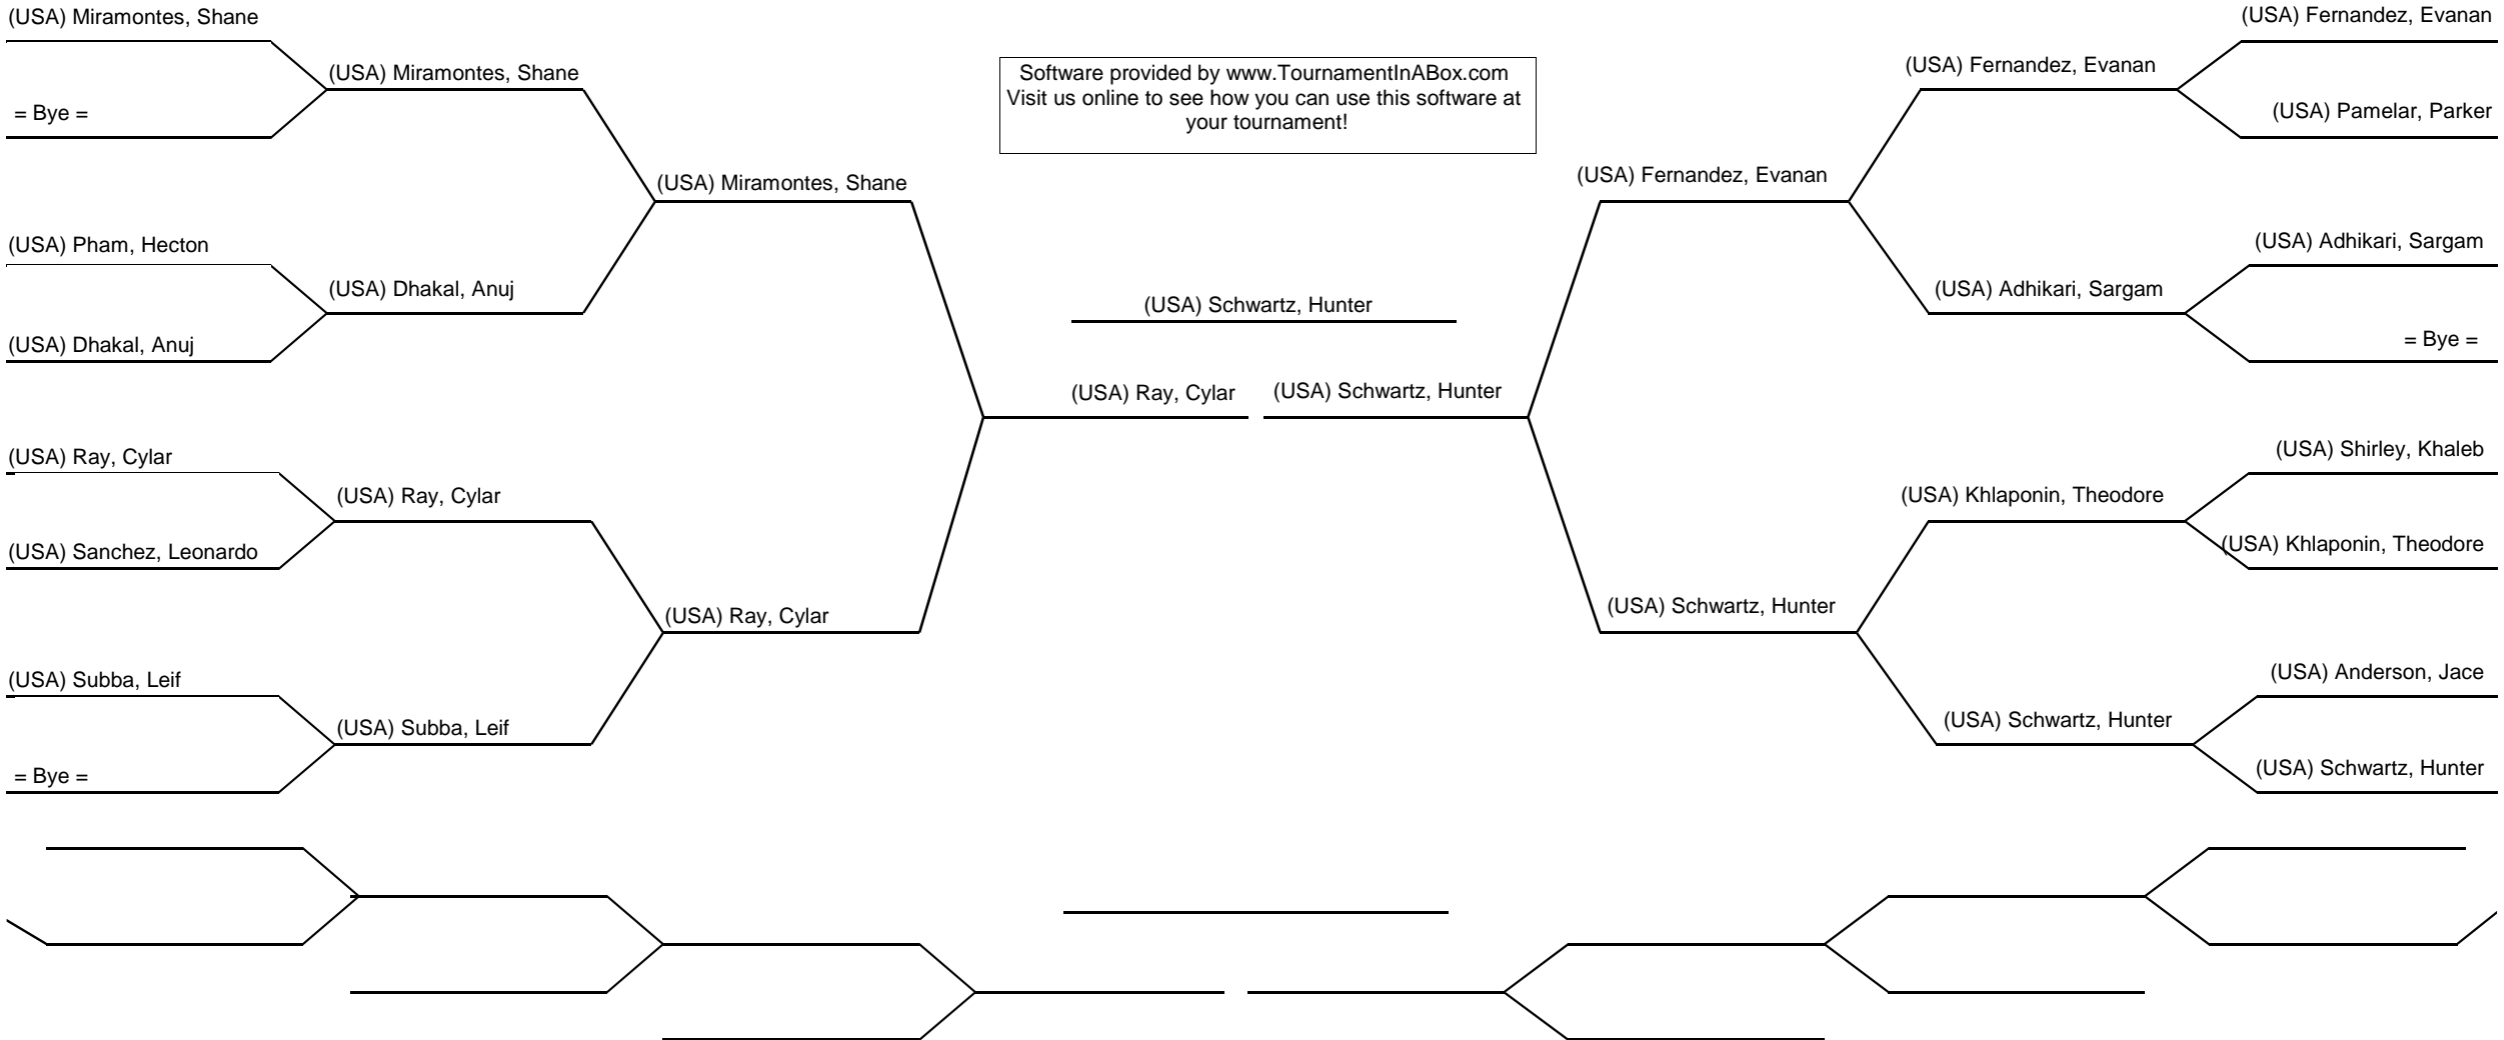 (USA) Miramontes, Shane
= Bye =
(USA) Pham, Hecton
(USA) Dhakal, Anuj
(USA) Ray, Cylar
(USA) Sanchez, Leonardo
(USA) Subba, Leif
= Bye =
(USA) Miramontes, Shane
(USA) Dhakal, Anuj
(USA) Ray, Cylar
(USA) Subba, Leif
(USA) Miramontes, Shane
(USA) Ray, Cylar
Software provided by www.TournamentInABox.com
Visit us online to see how you can use this software at
your tournament!
(USA) Schwartz, Hunter
(USA) Ray, Cylar
(USA) Schwartz, Hunter
(USA) Fernandez, Evanan
(USA) Schwartz, Hunter
(USA) Fernandez, Evanan
(USA) Adhikari, Sargam
(USA) Khlaponin, Theodore
(USA) Schwartz, Hunter
(USA) Fernandez, Evanan
(USA) Pamelar, Parker
(USA) Adhikari, Sargam
= Bye =
(USA) Shirley, Khaleb
(USA) Khlaponin, Theodore
(USA) Anderson, Jace
(USA) Schwartz, Hunter